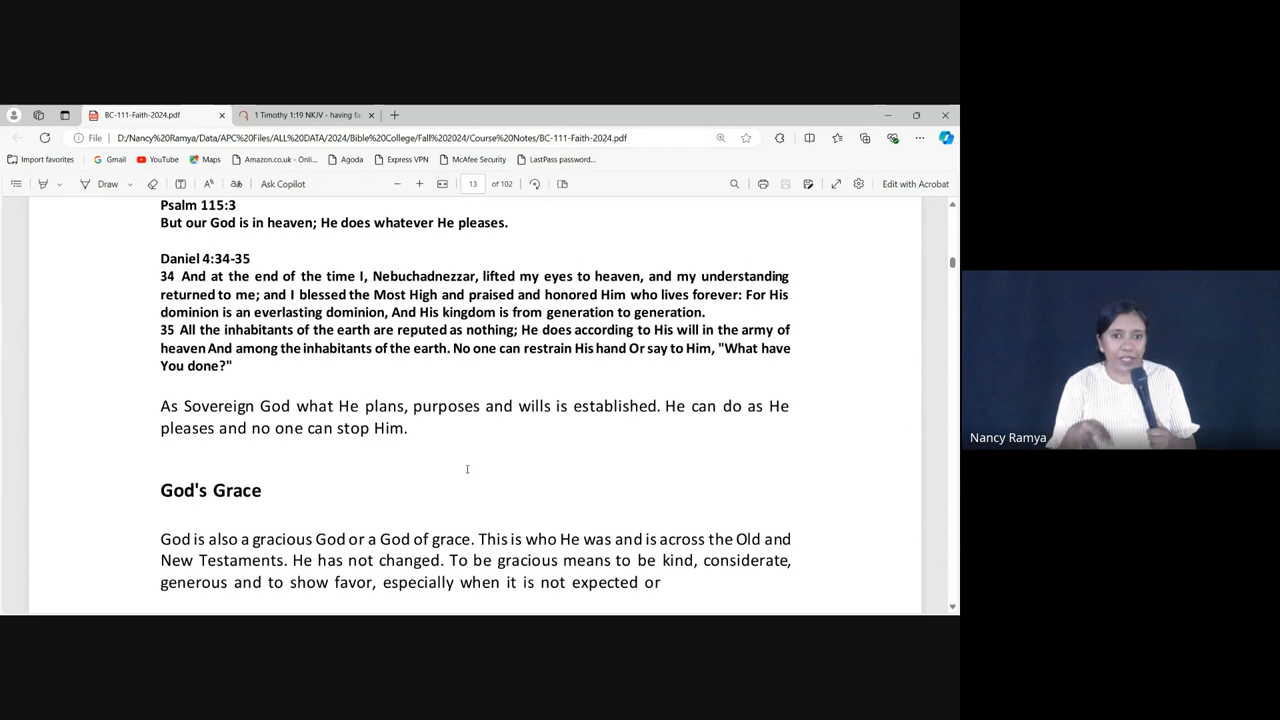 BC-111-Faith-2024.pdf
1 Timothy 1:19 NKJV - having fa
File
D:/Nancy%20Ramya/Data/APC%20Files/ALL%20DATA/2024/Bible%20College/Fall%202024/Course%20Notes/BC-111-Faith-2024.pdf
Import favorites Gmail YouTube Maps Amazon.co.uk - Onli... Agoda Express VPN McAfee Security LastPass password...
Draw Ask Copilot 13 of 102 Edit with Acrobat
Psalm 115:3
But our God is in heaven; He does whatever He pleases.
Daniel 4:34-35
34 And at the end of the time I, Nebuchadnezzar, lifted my eyes to heaven, and my understanding
returned to me; and I blessed the Most High and praised and honored Him who lives forever: For His
dominion is an everlasting dominion, And His kingdom is from generation to generation.
35 All the inhabitants of the earth are reputed as nothing; He does according to His will in the army of
heaven And among the inhabitants of the earth. No one can restrain His hand Or say to Him, "What have
You done?"
As Sovereign God what He plans, purposes and wills is established. He can do as He
pleases and no one can stop Him.
God's Grace
God is also a gracious God or a God of grace. This is who He was and is across the Old and
New Testaments. He has not changed. To be gracious means to be kind, considerate,
generous and to show favor, especially when it is not expected or
Nancy Ramya